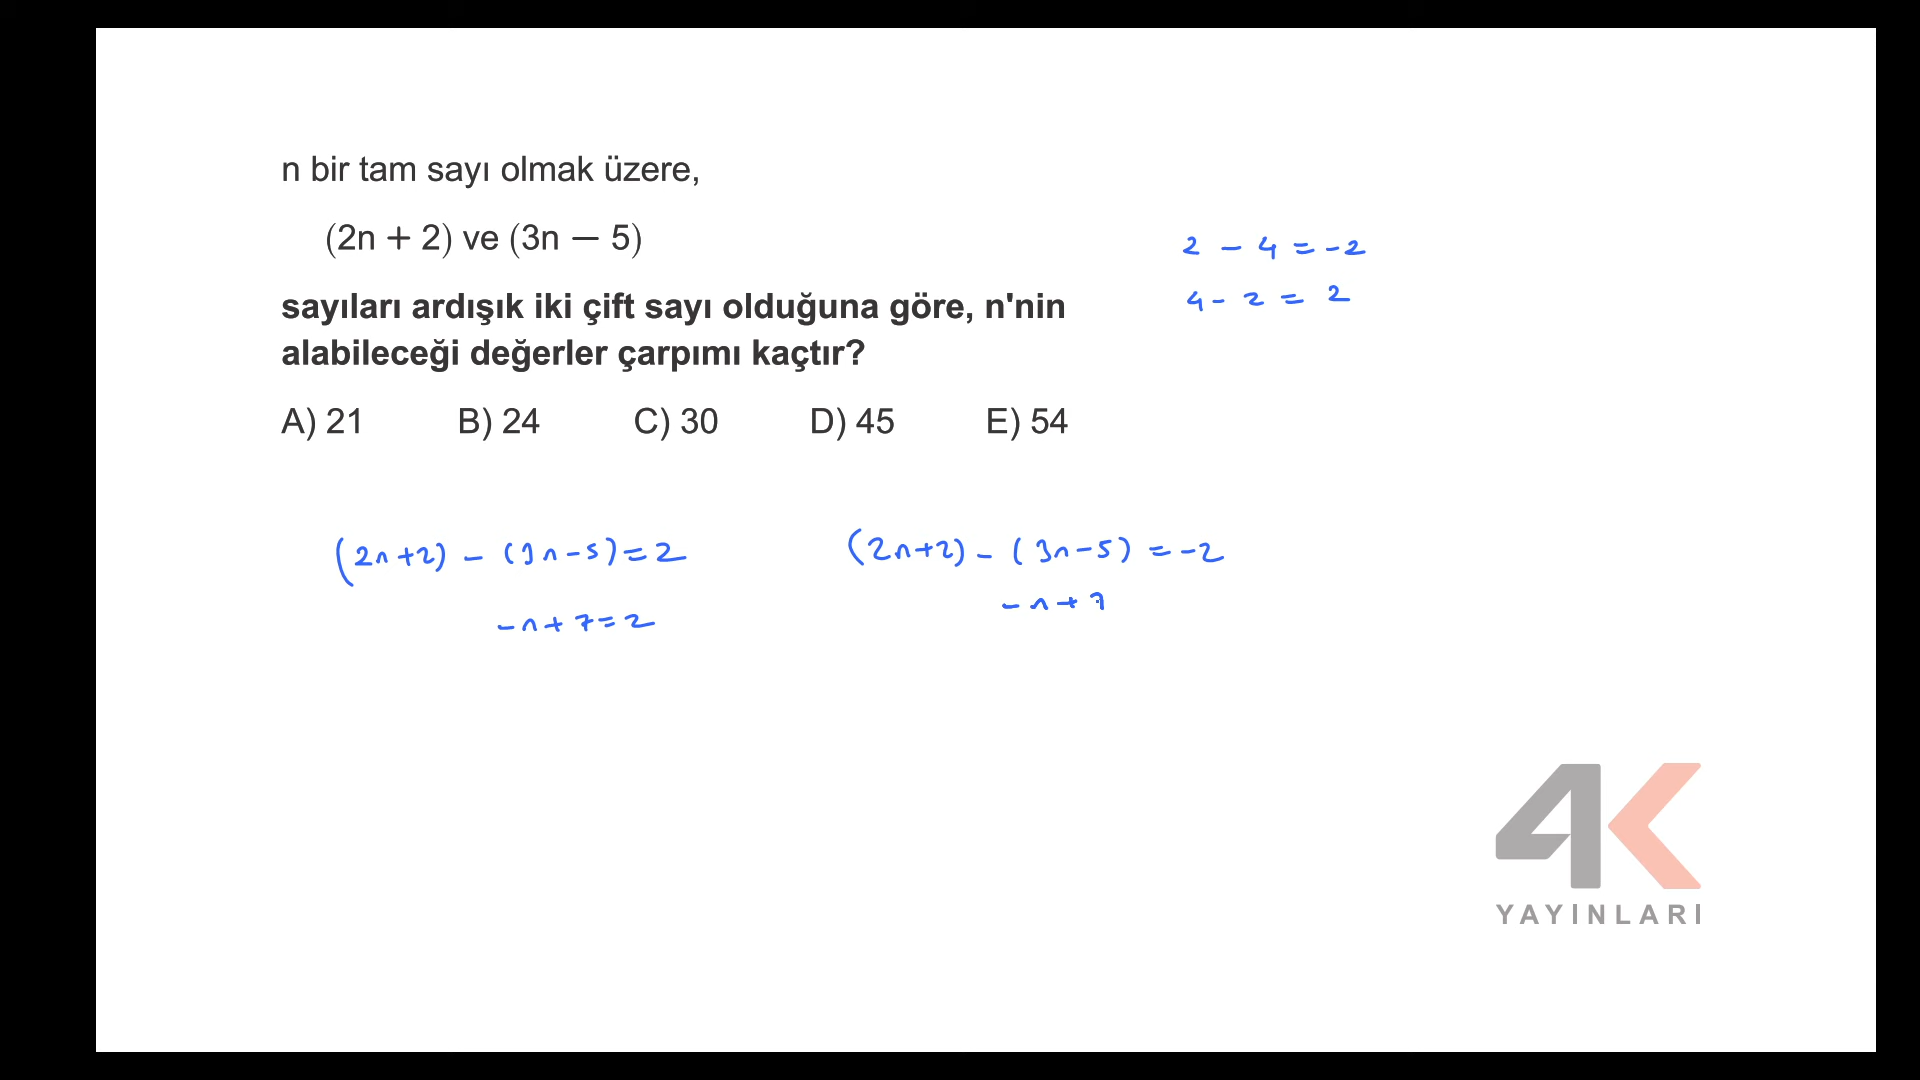 n bir tam sayı olmak üzere,
(2n + 2) ve (3n − 5)
sayıları ardışık iki çift sayı olduğuna göre, n'nin
alabileceği değerler çarpımı kaçtır?
A) 21 B) 24 C) 30 D) 45 E) 54
2 - 4 = -2
4 - 2 = 2
(2n+2) - (3n-5) = 2
-n+7=2
(2n+2) - (3n-5) = -2
-n+7
4K
YAYINLARI